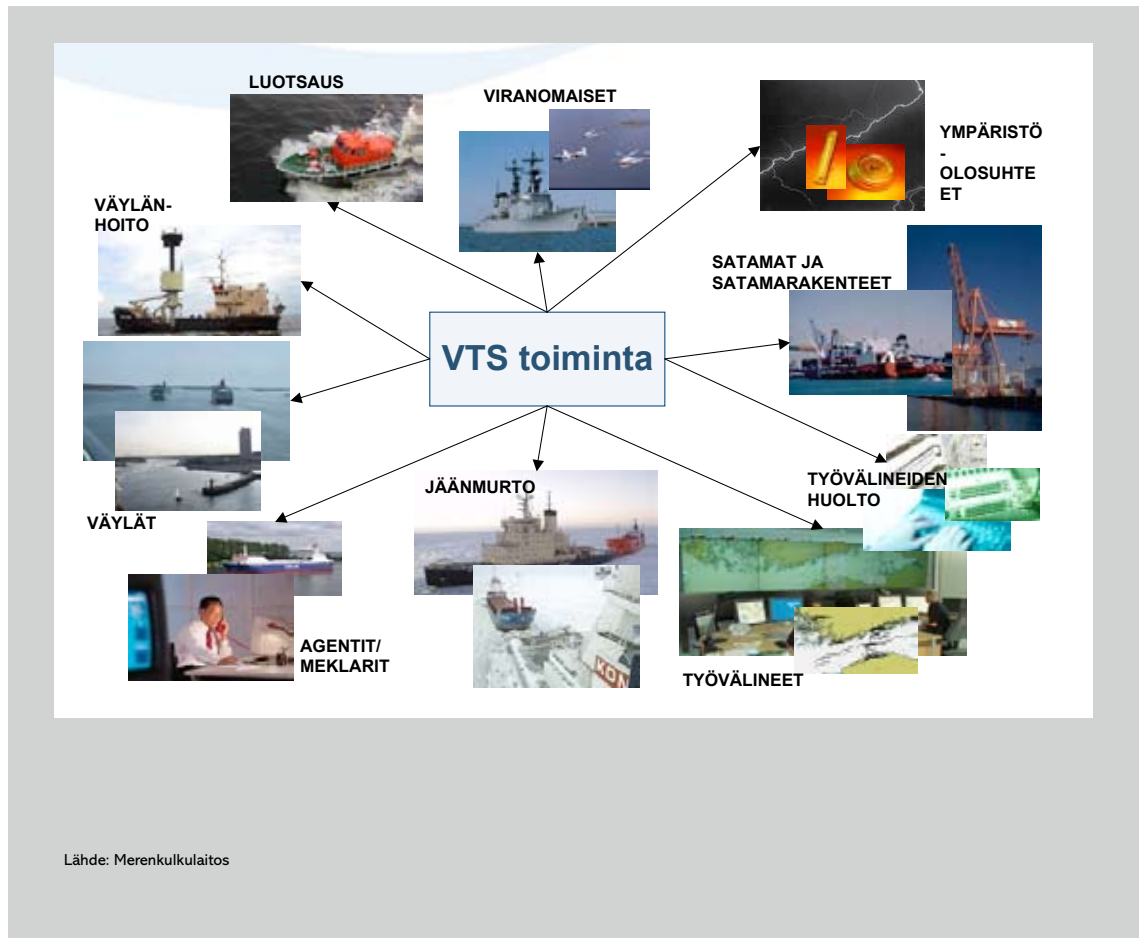 LUOTSAUS
VIRANOMAISET
YMPÄRISTÖ
-
OLOSUHTE
ET
VÄYLÄN-
HOITO
SATAMAT JA
SATAMARAKENTEET
VTS toiminta
JÄÄNMURTO
TYÖVÄLINEIDEN
HUOLTO
VÄYLÄT
AGENTIT/
MEKLARIT
KON
TYÖVÄLINEET
Lähde: Merenkulkulaitos